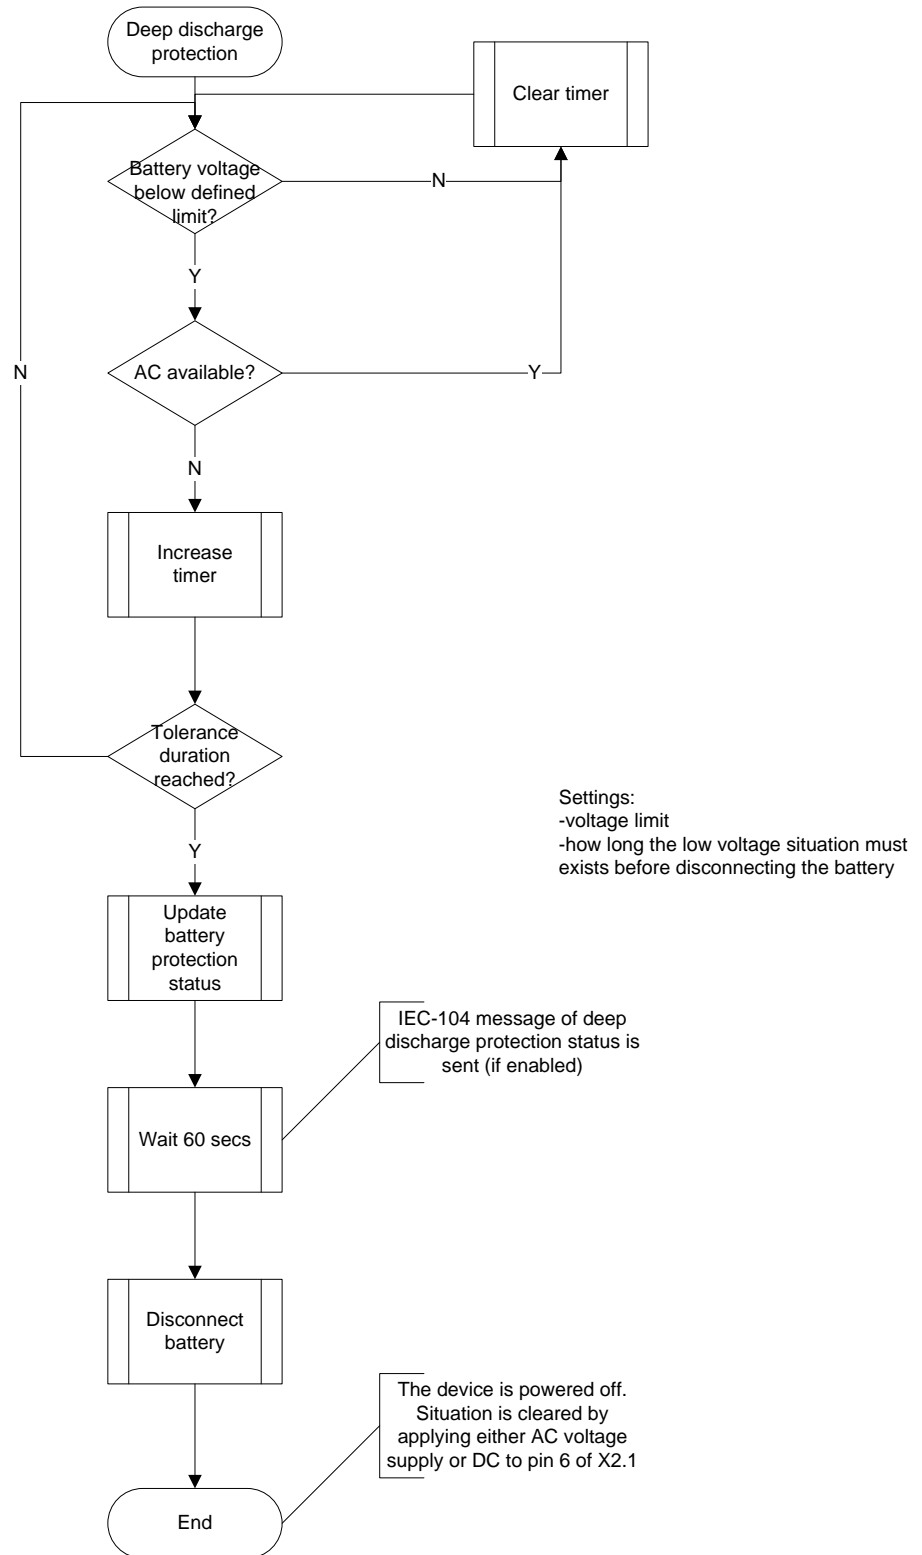 Deep discharge
protection
Clear timer
Battery voltage
below defined
limit?
N
Y
AC available?
Y
N
N
Increase
timer
Tolerance
duration
reached?
Settings:
-voltage limit
-how long the low voltage situation must
exists before disconnecting the battery
Y
Update
battery
protection
status
IEC-104 message of deep
discharge protection status is
sent (if enabled)
Wait 60 secs
Disconnect
battery
The device is powered off.
Situation is cleared by
applying either AC voltage
supply or DC to pin 6 of X2.1
End